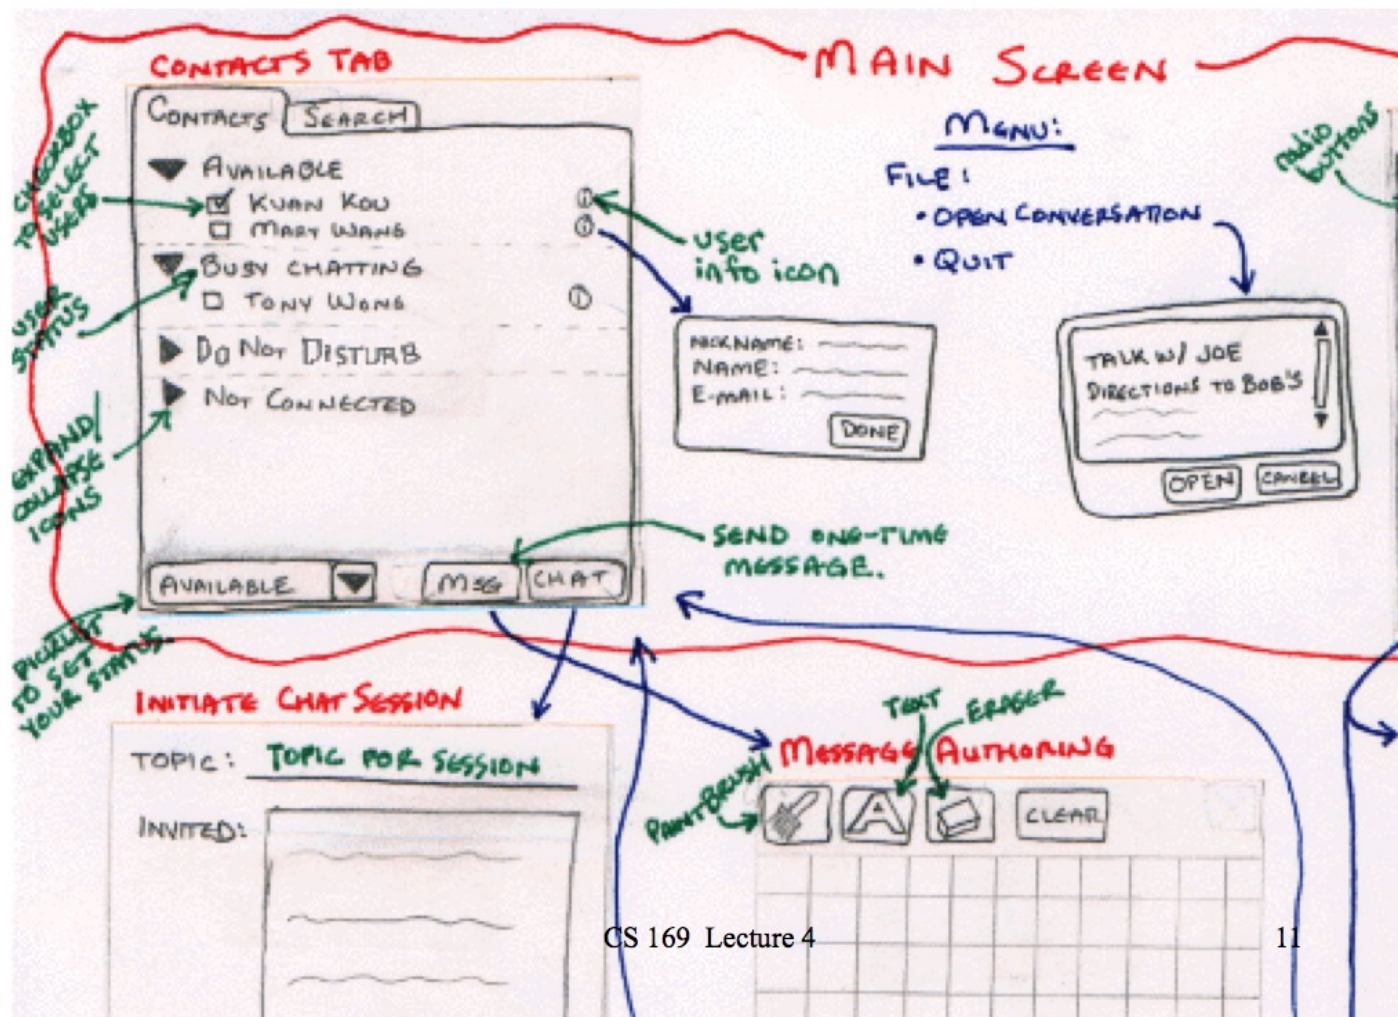 MAIN SCREEN
CONTACTS TAB
CONTACTS
SEARCH
AVAILABLE
KUAN KOU
MARY WANG
BUSY CHATTING
TONY WONG
DO NOT DISTURB
NOT CONNECTED
AVAILABLE
MSG
CHAT
CHECKBOX
TO SELECT
USERS
USER
STATUS
EXPAND/
COLLAPSE
ICONS
PICKLIST
TO SET
YOUR STATUS
user
info icon
SEND ONE-TIME
MESSAGE.
NICKNAME:
NAME:
E-MAIL:
DONE
MENU:
FILE:
• OPEN CONVERSATION
• QUIT
radio
buttons
TALK W/ JOE
DIRECTIONS TO BOB'S
OPEN
CANCEL
INITIATE CHAT SESSION
TOPIC: TOPIC FOR SESSION
INVITED:
MESSAGE AUTHORING
TEXT
ERASER
PAINTBRUSH
A
CLEAR
CS 169 Lecture 4
11